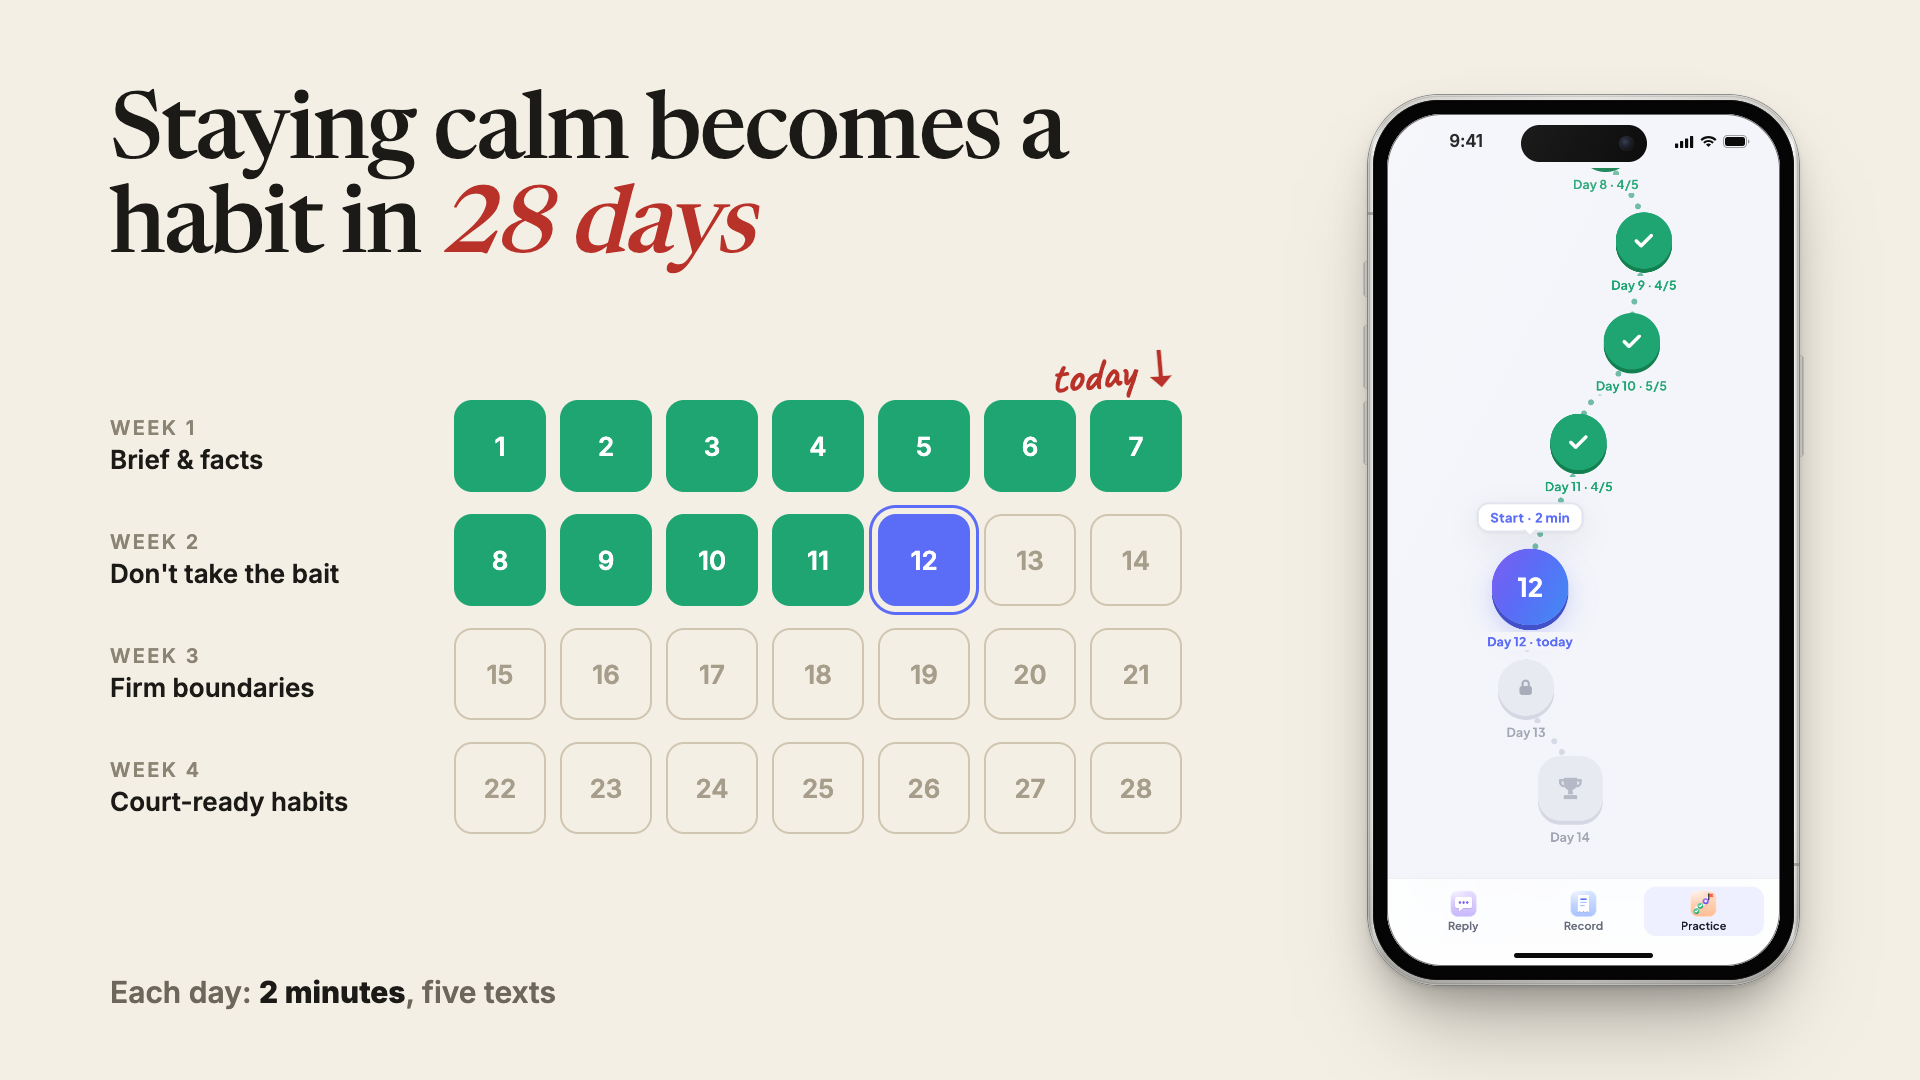 Staying calm becomes a
habit in 28 days
today ↓
WEEK 1
Brief & facts
1 2 3 4 5 6 7
WEEK 2
Don't take the bait
8 9 10 11 12 13 14
WEEK 3
Firm boundaries
15 16 17 18 19 20 21
WEEK 4
Court-ready habits
22 23 24 25 26 27 28
Each day: 2 minutes, five texts
9:41
Day 8 · 4/5
Day 9 · 4/5
Day 10 · 5/5
Day 11 · 4/5
Start · 2 min
12
Day 12 · today
Day 13
Day 14
Reply Record Practice